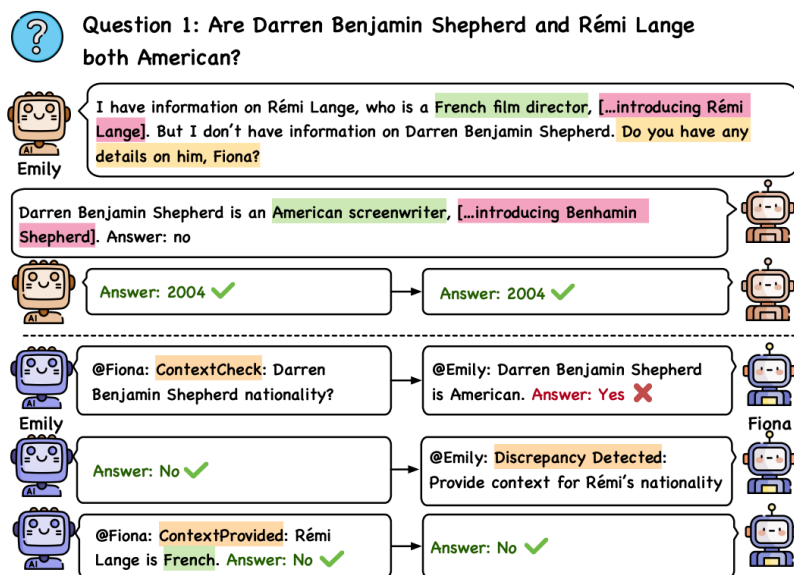 ?
Question 1: Are Darren Benjamin Shepherd and Rémi Lange
both American?
I have information on Rémi Lange, who is a French film director, [...introducing Rémi
Lange]. But I don't have information on Darren Benjamin Shepherd. Do you have any
details on him, Fiona?
AI
Emily
Darren Benjamin Shepherd is an American screenwriter, [...introducing Benhamin
Shepherd]. Answer: no
AI
Answer: 2004
Answer: 2004
AI
Emily
@Fiona: ContextCheck: Darren
Benjamin Shepherd nationality?
@Emily: Darren Benjamin Shepherd
is American. Answer: Yes
Fiona
AI
Answer: No
@Emily: Discrepancy Detected:
Provide context for Rémi's nationality
AI
@Fiona: ContextProvided: Rémi
Lange is French. Answer: No
Answer: No